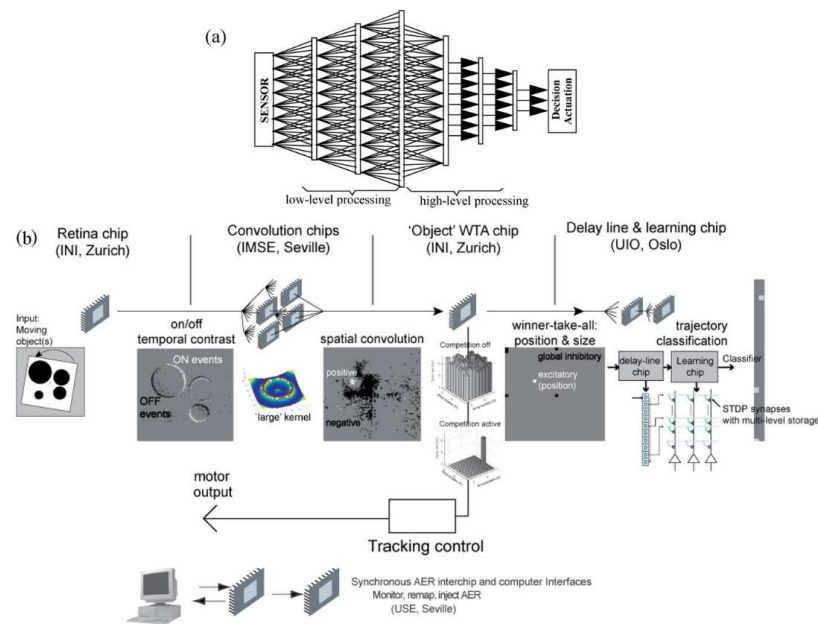 (a)
SENSOR
Decision
Actuation
low-level processing
high-level processing
(b)
Retina chip
(INI, Zurich)
Convolution chips
(IMSE, Seville)
'Object' WTA chip
(INI, Zurich)
Delay line & learning chip
(UIO, Oslo)
Input:
Moving
object(s)
on/off
temporal contrast
ON events
OFF
events
'large' kernel
spatial convolution
positive
negative
Competition off
Competition active
winner-take-all:
position & size
global inhibitory
excitatory
(position)
trajectory
classification
delay-line
chip
Learning
chip
Classifier
STDP synapses
with multi-level storage
motor
output
Tracking control
Synchronous AER interchip and computer Interfaces
Monitor, remap, inject AER
(USE, Seville)